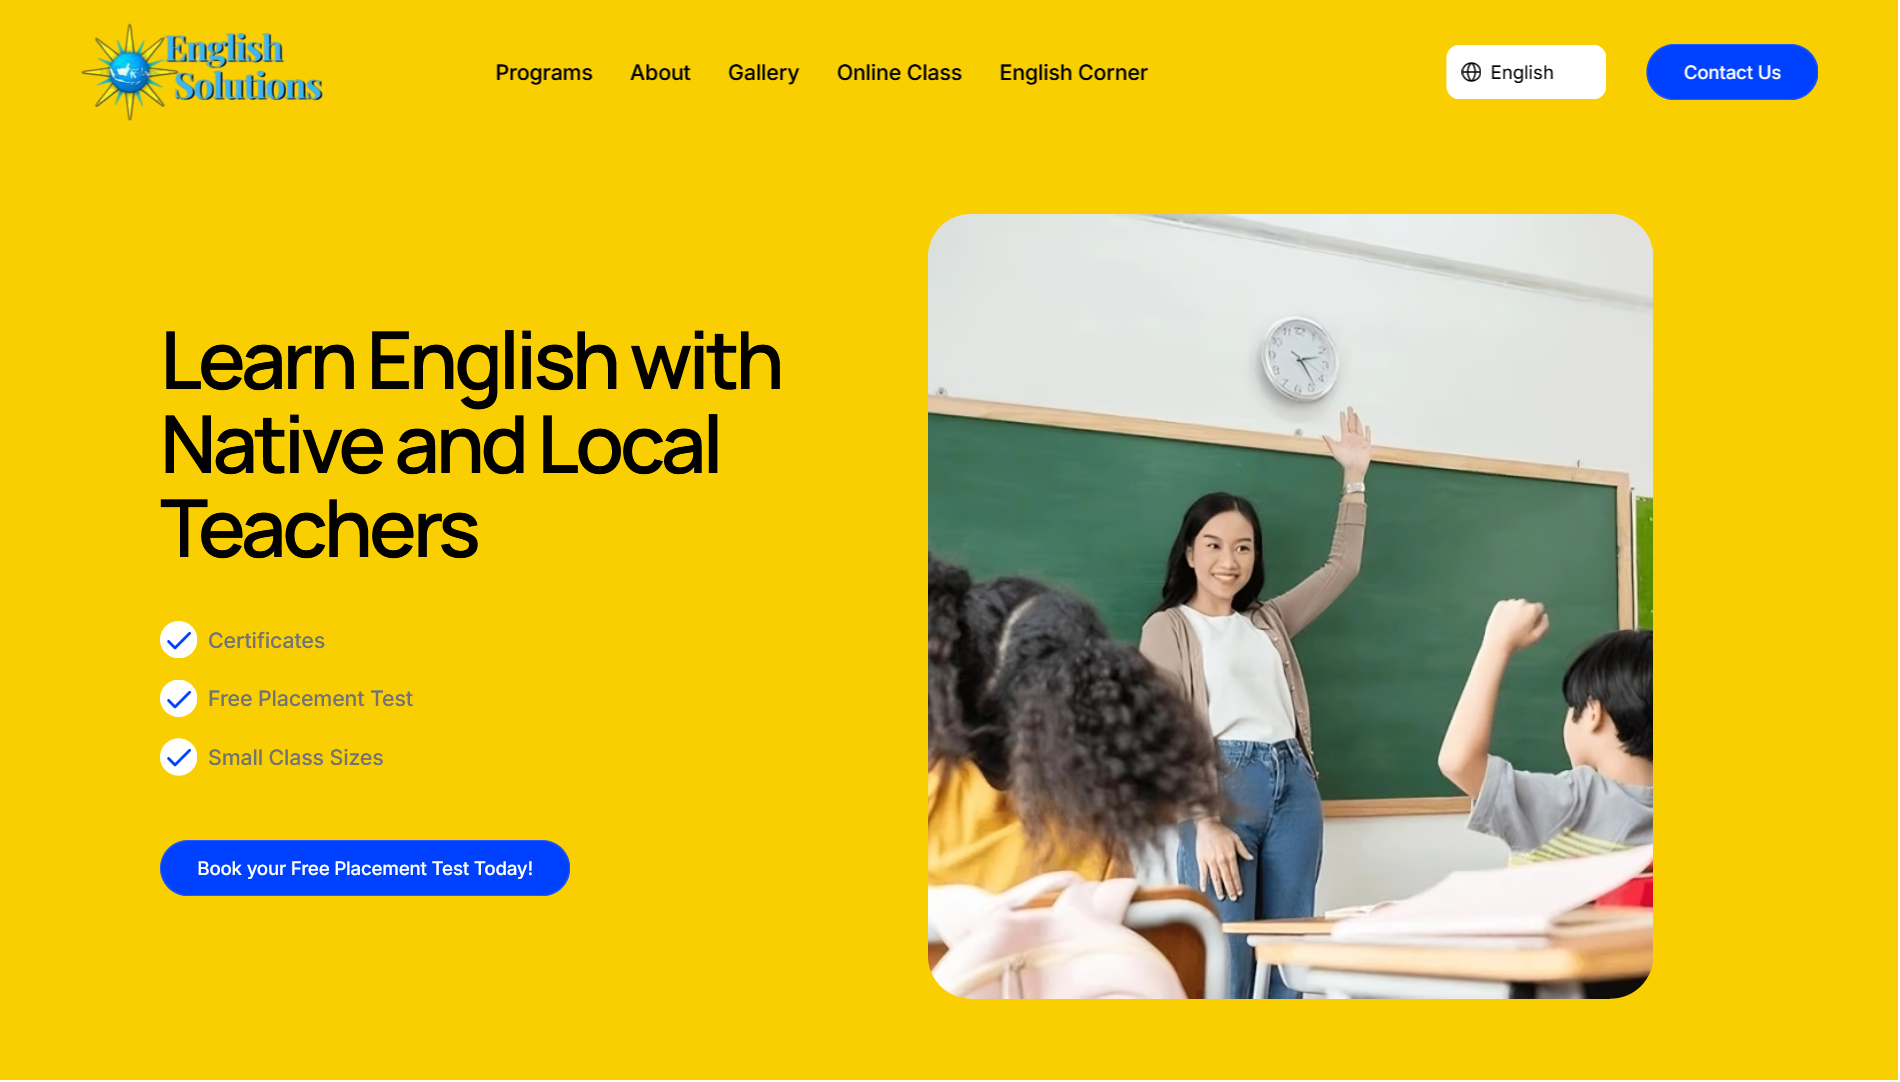 English
Solutions
Programs
About
Gallery
Online Class
English Corner
English
Contact Us
Learn English with
Native and Local
Teachers
Certificates
Free Placement Test
Small Class Sizes
Book your Free Placement Test Today!